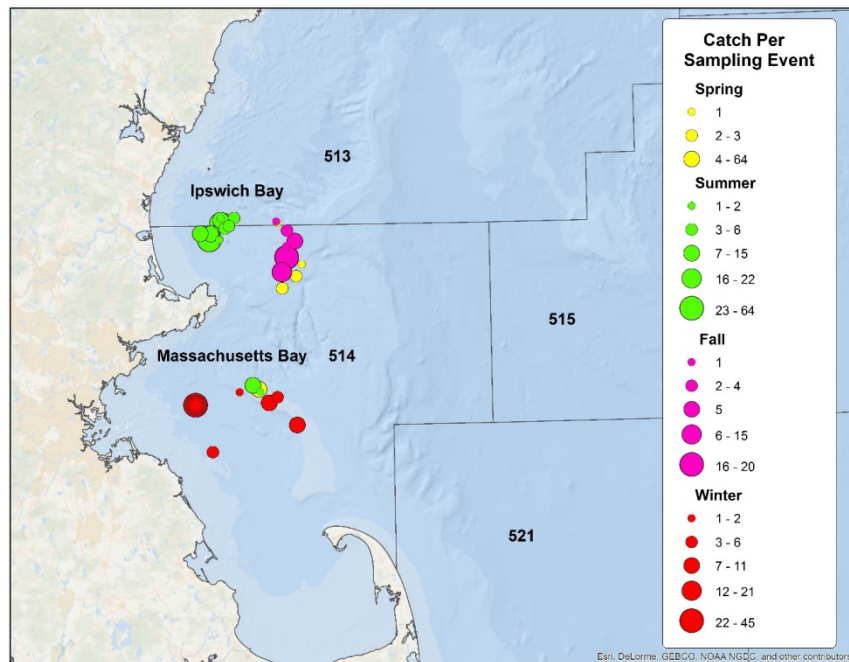 513
Ipswich Bay
515
Massachusetts Bay 514
521
Catch Per
Sampling Event
Spring
1
2 - 3
4 - 64
Summer
1 - 2
3 - 6
7 - 15
16 - 22
23 - 64
Fall
1
2 - 4
5
6 - 15
16 - 20
Winter
1 - 2
3 - 6
7 - 11
12 - 21
22 - 45
Esri, DeLorme, GEBCO, NOAA NGDC, and other contributors